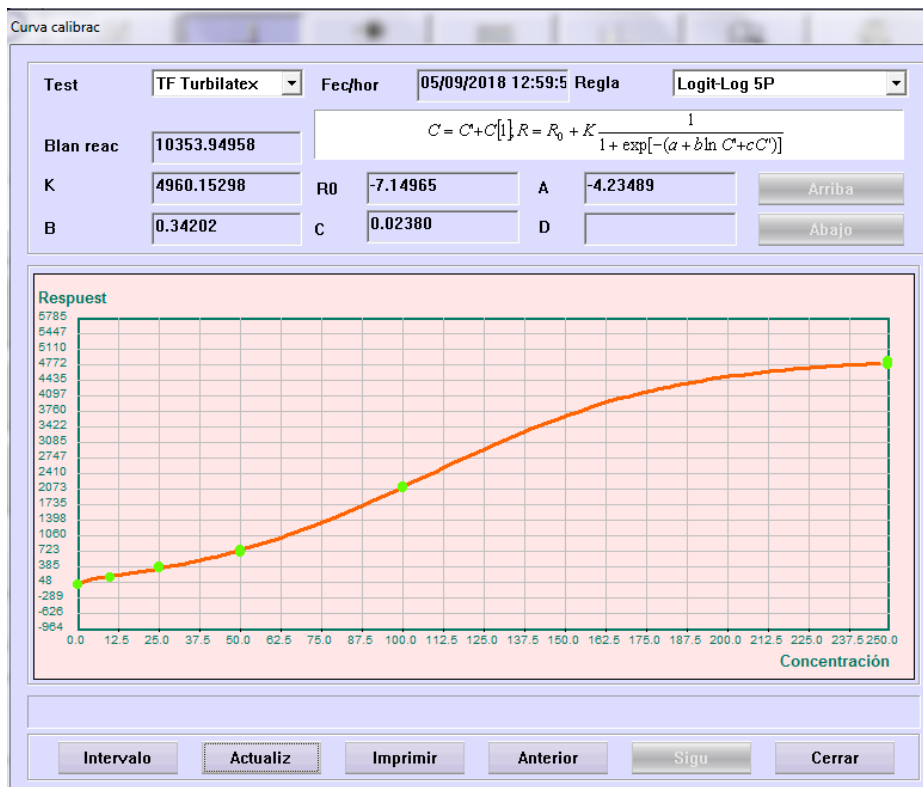 Curva calibrac
Test TF Turbilatex Fec/hor 05/09/2018 12:59:5 Regla Logit-Log 5P
C = C'+C[1],R = R₀ + K 1 / 1 + exp[-(a + b ln C'+cC')]
Blan reac 10353.94958
K 4960.15298 R0 -7.14965 A -4.23489 Arriba
B 0.34202 C 0.02380 D Abajo
Respuest
5785
5447
5110
4772
4435
4097
3760
3422
3085
2747
2410
2073
1735
1398
1060
723
385
48
-289
-626
-964
0.0 12.5 25.0 37.5 50.0 62.5 75.0 87.5 100.0 112.5 125.0 137.5 150.0 162.5 175.0 187.5 200.0 212.5 225.0 237.5 250.0
Concentración
Intervalo Actualiz Imprimir Anterior Sigu Cerrar